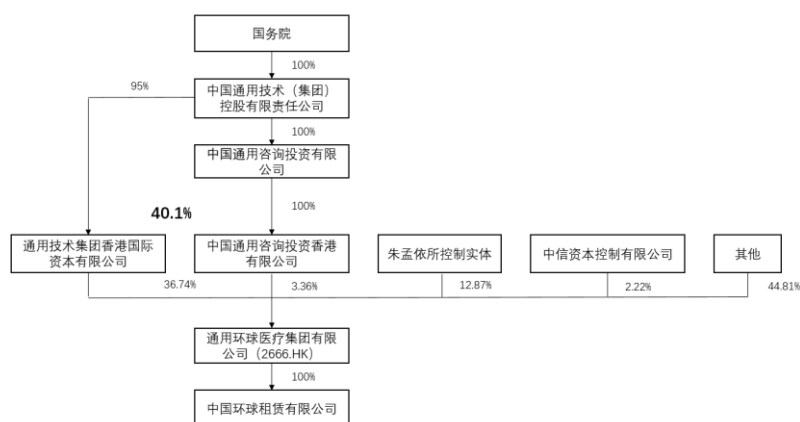 国务院
100%
95%
中国通用技术（集团）
控股有限责任公司
100%
中国通用咨询投资有限
公司
100%
40.1%
通用技术集团香港国际
资本有限公司
中国通用咨询投资香港
有限公司
朱孟依所控制实体
中信资本控制有限公司
其他
36.74%
3.36%
12.87%
2.22%
44.81%
通用环球医疗集团有限
公司（2666.HK）
100%
中国环球租赁有限公司